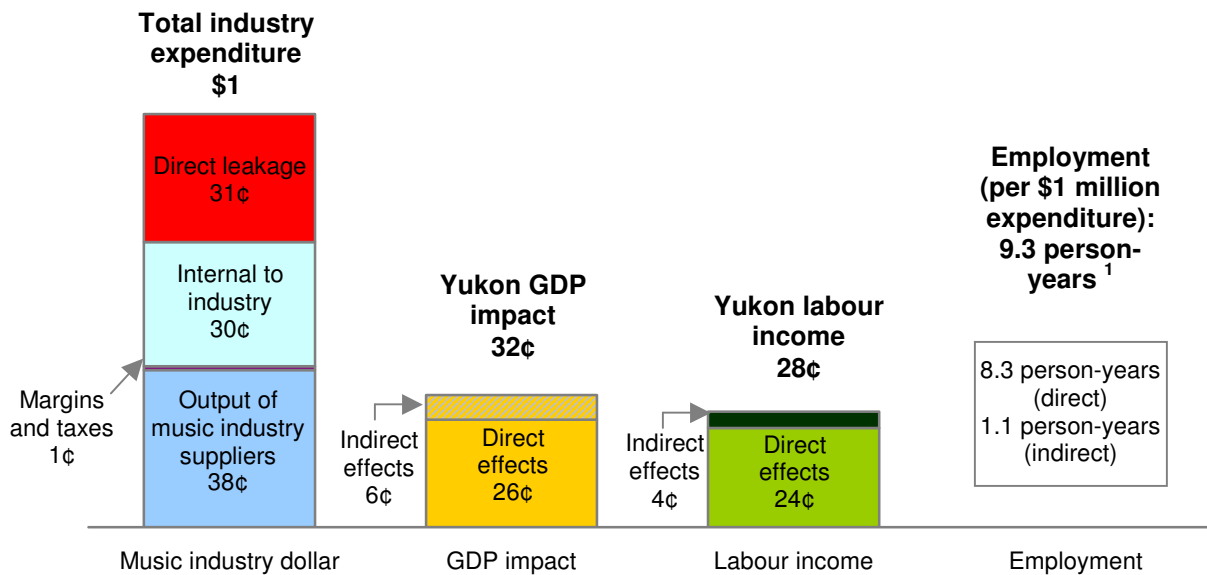 Total industry
expenditure
$1
Direct leakage
31¢
Internal to
industry
30¢
Margins
and taxes
1¢
Output of
music industry
suppliers
38¢
Yukon GDP
impact
32¢
Indirect
effects
6¢
Direct
effects
26¢
Yukon labour
income
28¢
Indirect
effects
4¢
Direct
effects
24¢
Employment
(per $1 million
expenditure):
9.3 person-
years 1
8.3 person-years
(direct)
1.1 person-years
(indirect)
Music industry dollar
GDP impact
Labour income
Employment